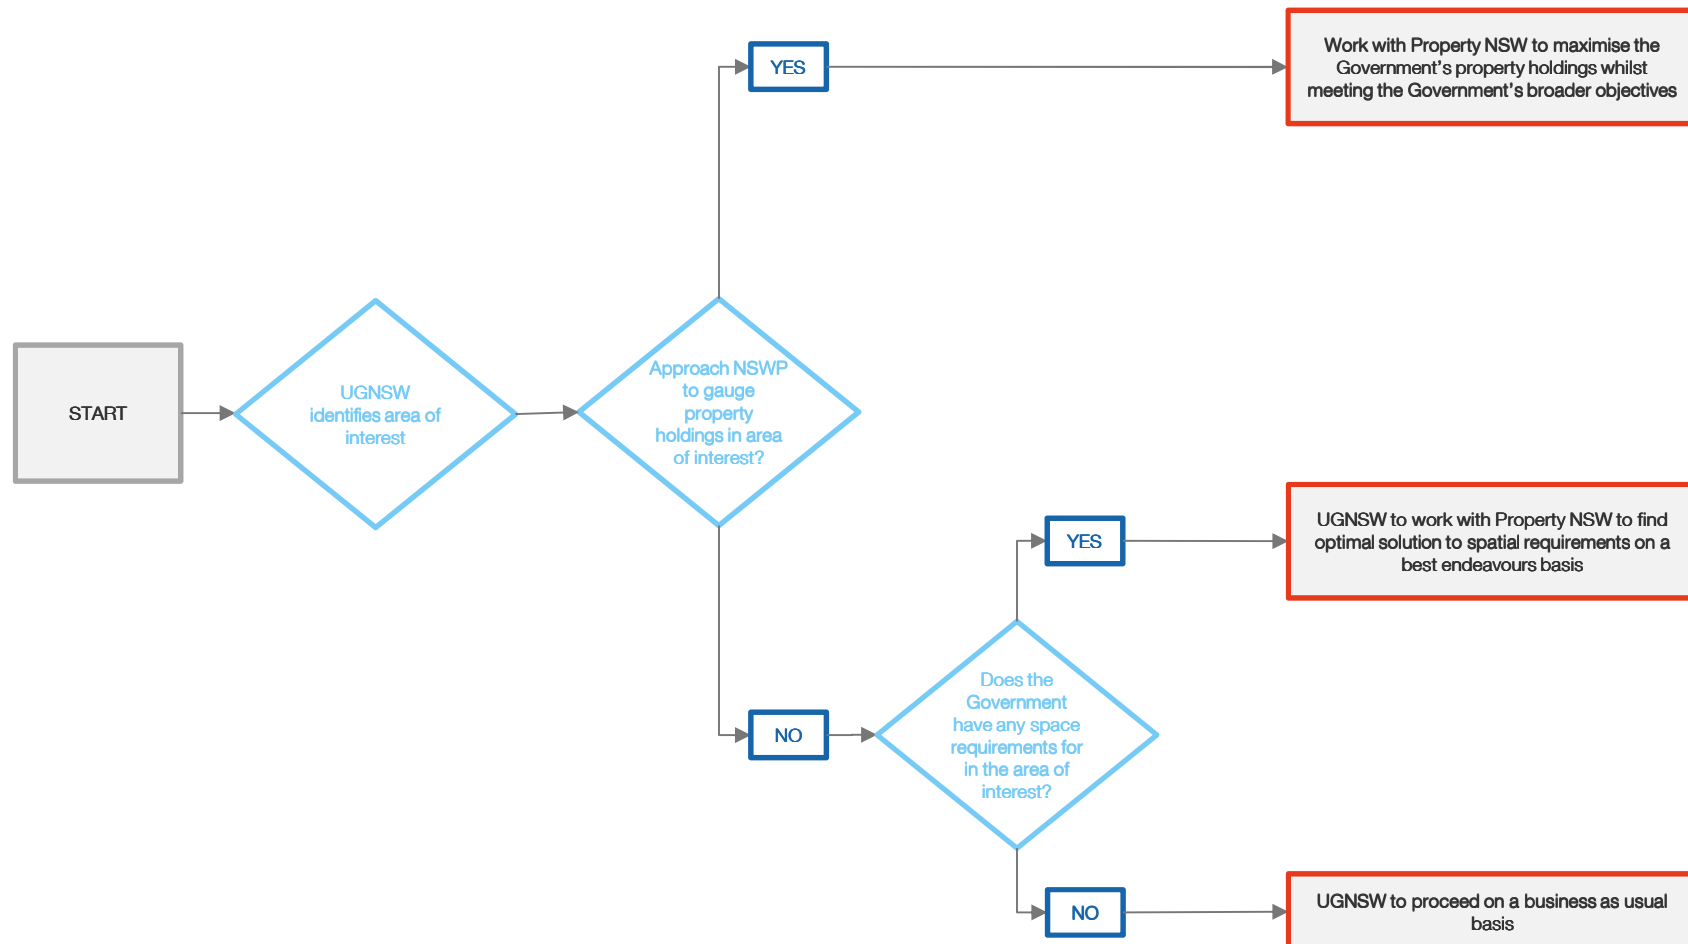 START
UGNSW
identifies area of
interest
Approach NSWP
to gauge
property
holdings in area
of interest?
YES
Work with Property NSW to maximise the
Government’s property holdings whilst
meeting the Government’s broader objectives
NO
Does the
Government
have any space
requirements for
in the area of
interest?
YES
UGNSW to work with Property NSW to find
optimal solution to spatial requirements on a
best endeavours basis
NO
UGNSW to proceed on a business as usual
basis